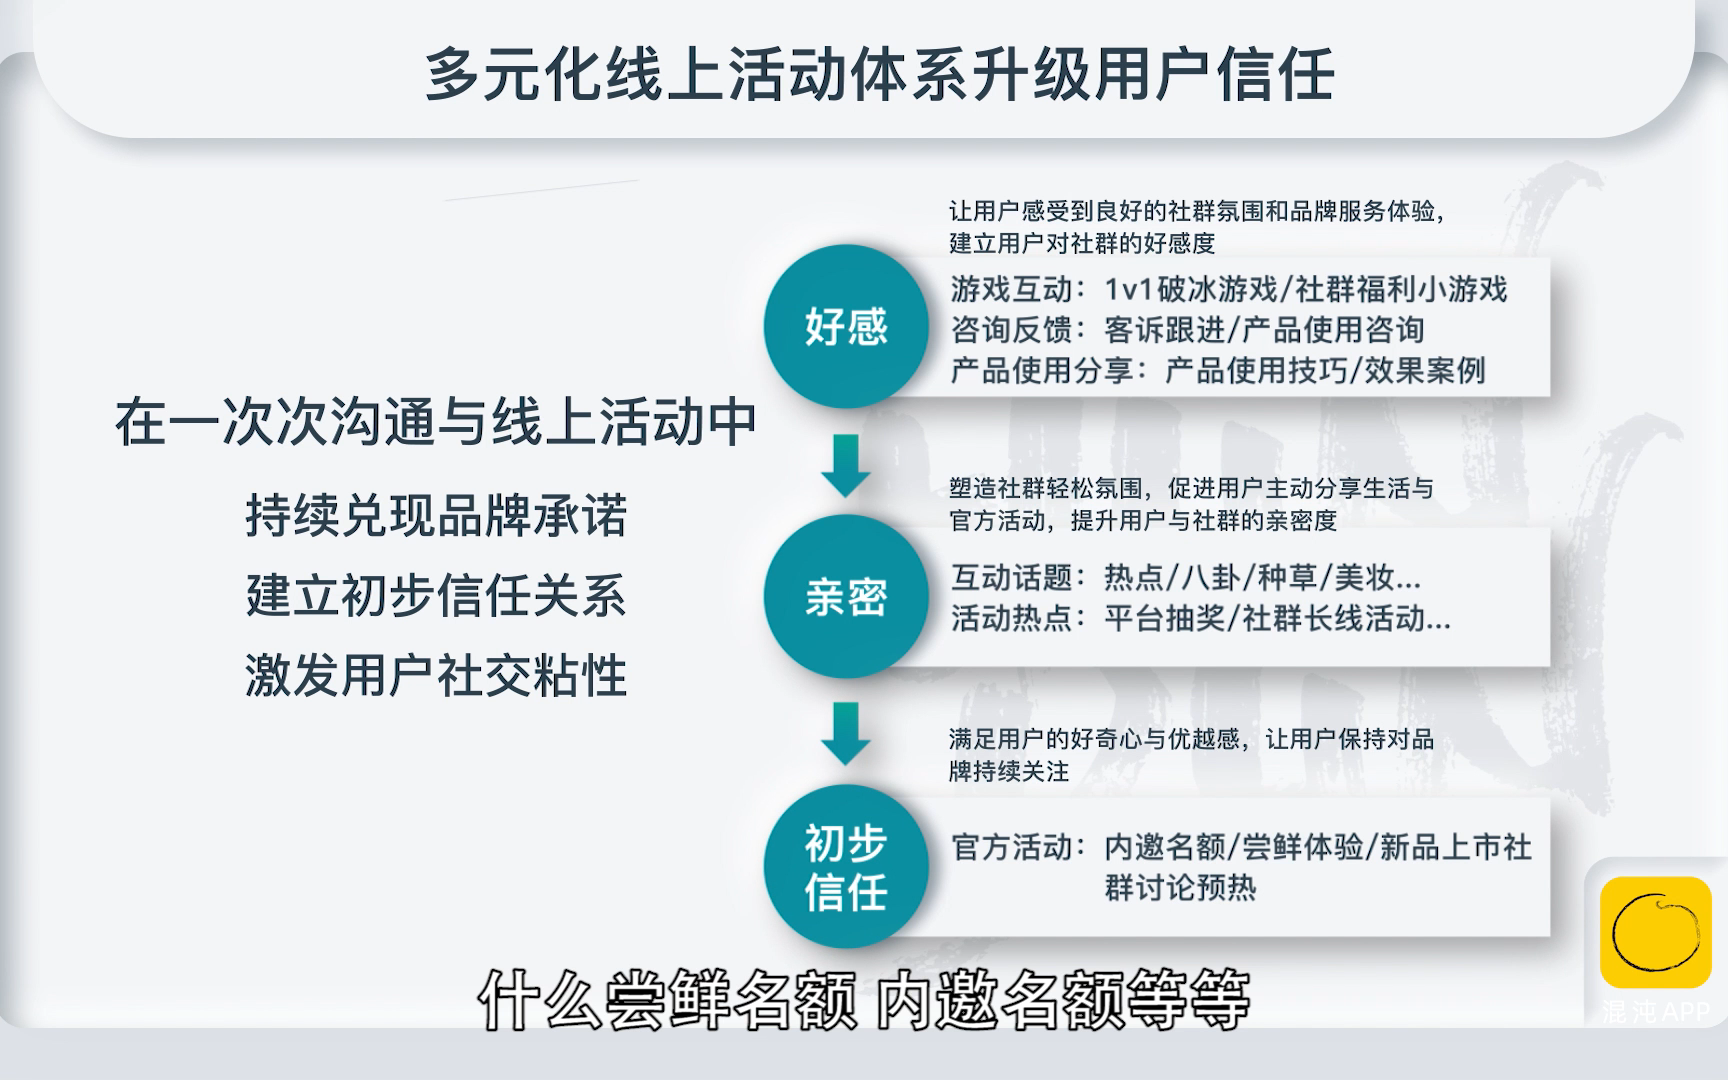 多元化线上活动体系升级用户信任
在一次次沟通与线上活动中
持续兑现品牌承诺
建立初步信任关系
激发用户社交粘性
让用户感受到良好的社群氛围和品牌服务体验，
建立用户对社群的好感度
好感
游戏互动：1v1破冰游戏/社群福利小游戏
咨询反馈：客诉跟进/产品使用咨询
产品使用分享：产品使用技巧/效果案例
塑造社群轻松氛围，促进用户主动分享生活与
官方活动，提升用户与社群的亲密度
亲密
互动话题：热点/八卦/种草/美妆...
活动热点：平台抽奖/社群长线活动...
满足用户的好奇心与优越感，让用户保持对品
牌持续关注
初步
信任
官方活动：内邀名额/尝鲜体验/新品上市社
群讨论预热
什么尝鲜名额 内邀名额等等
混沌APP